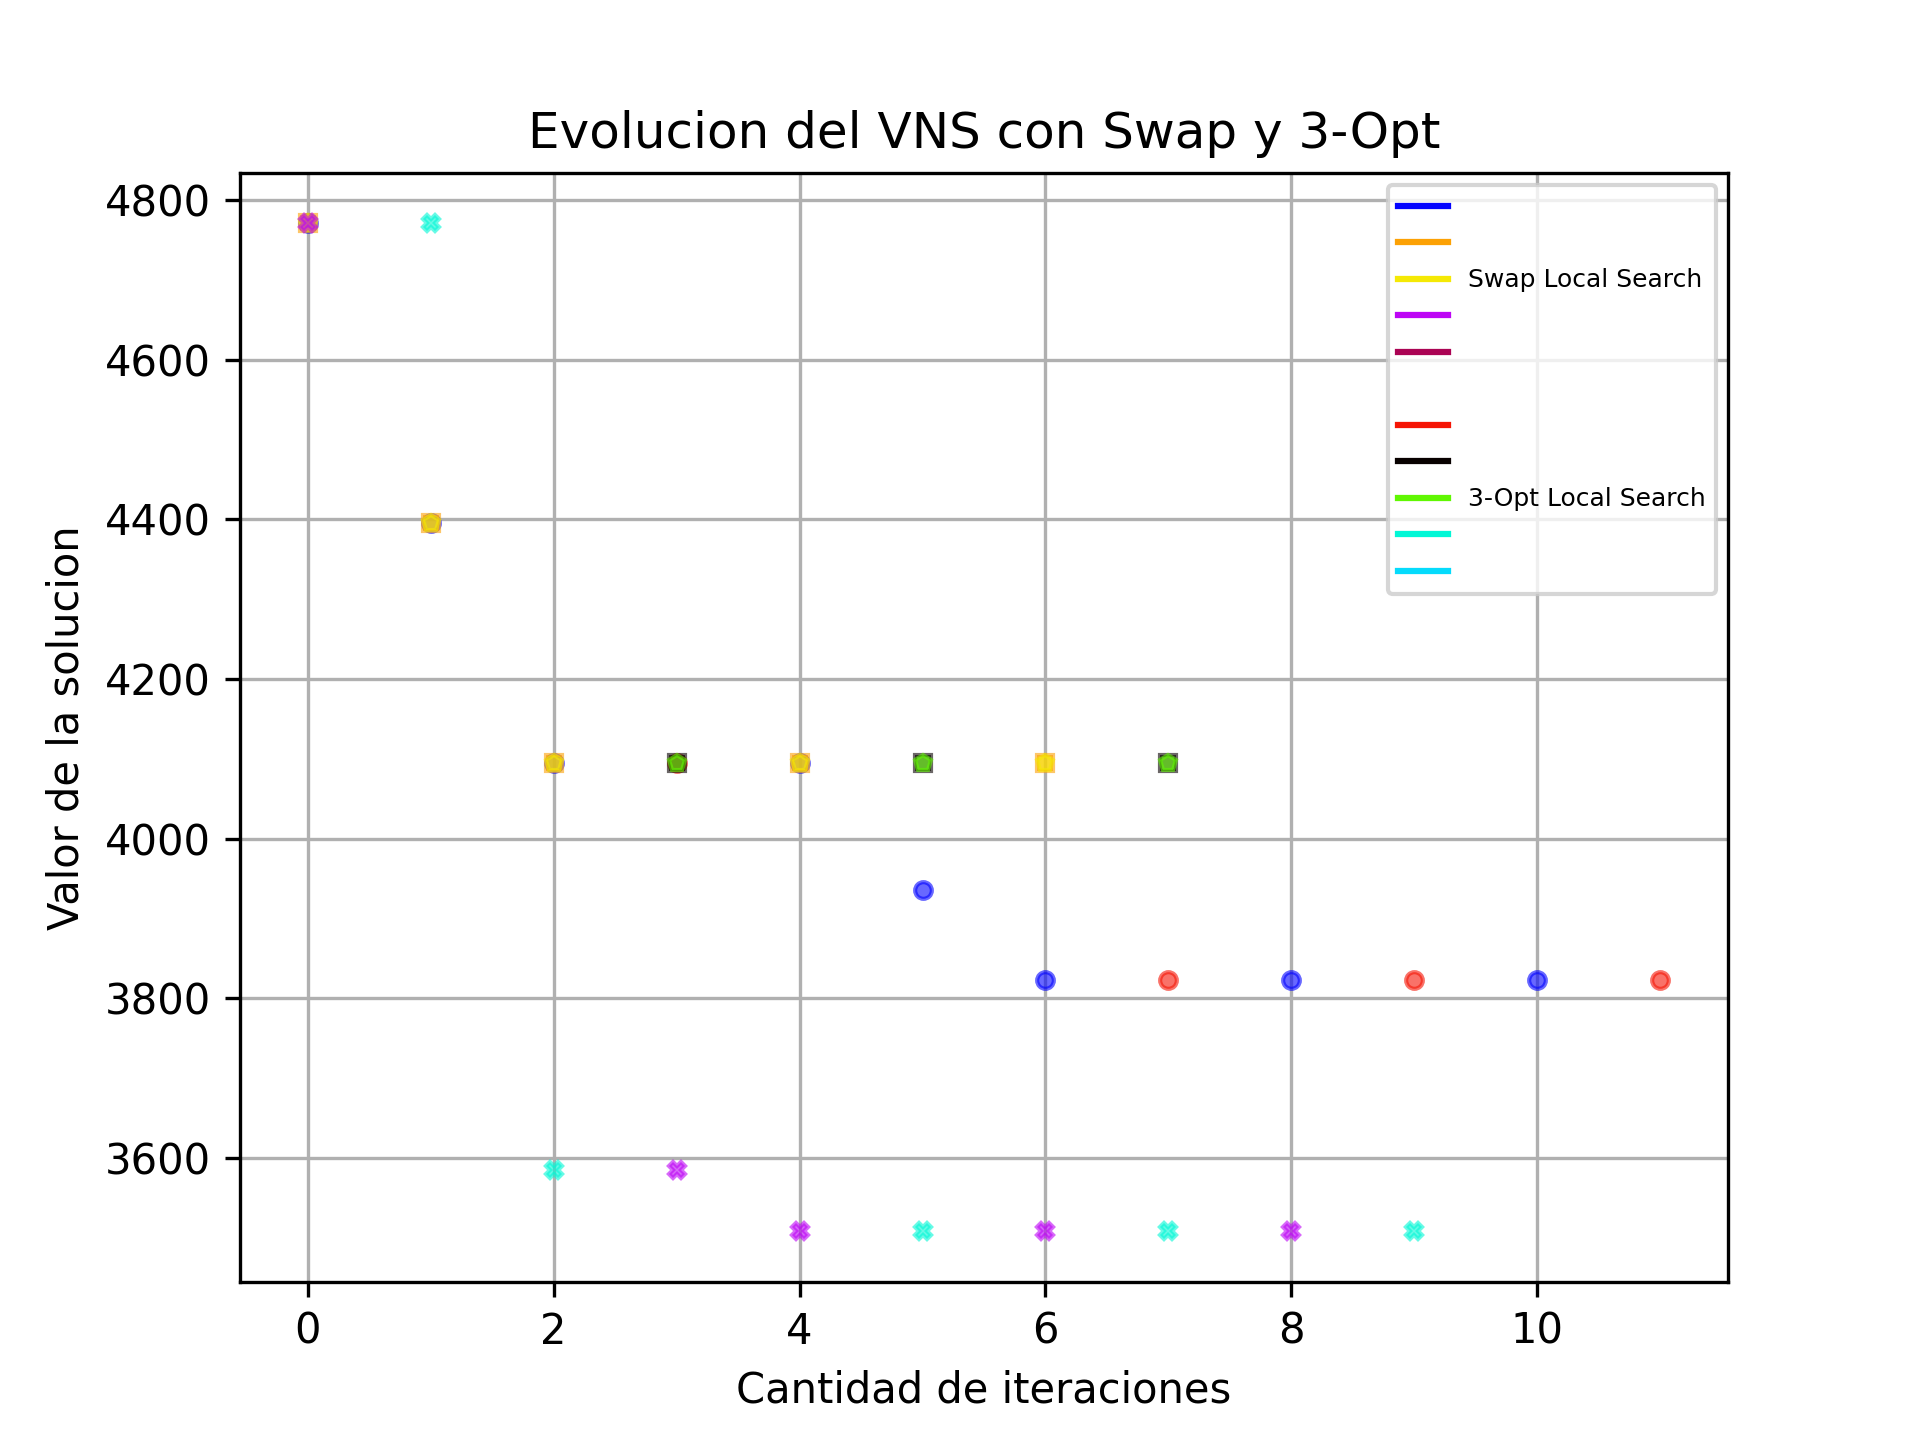 Evolucion del VNS con Swap y 3-Opt
4800
4600
4400
4200
4000
3800
3600
Valor de la solucion
Swap Local Search
3-Opt Local Search
0 2 4 6 8 10
Cantidad de iteraciones